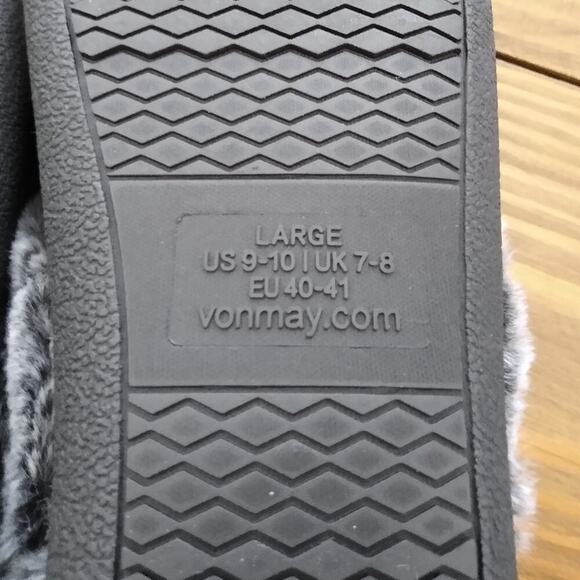 LARGE
US 9-10 | UK 7-8
EU 40-41
vonmay.com